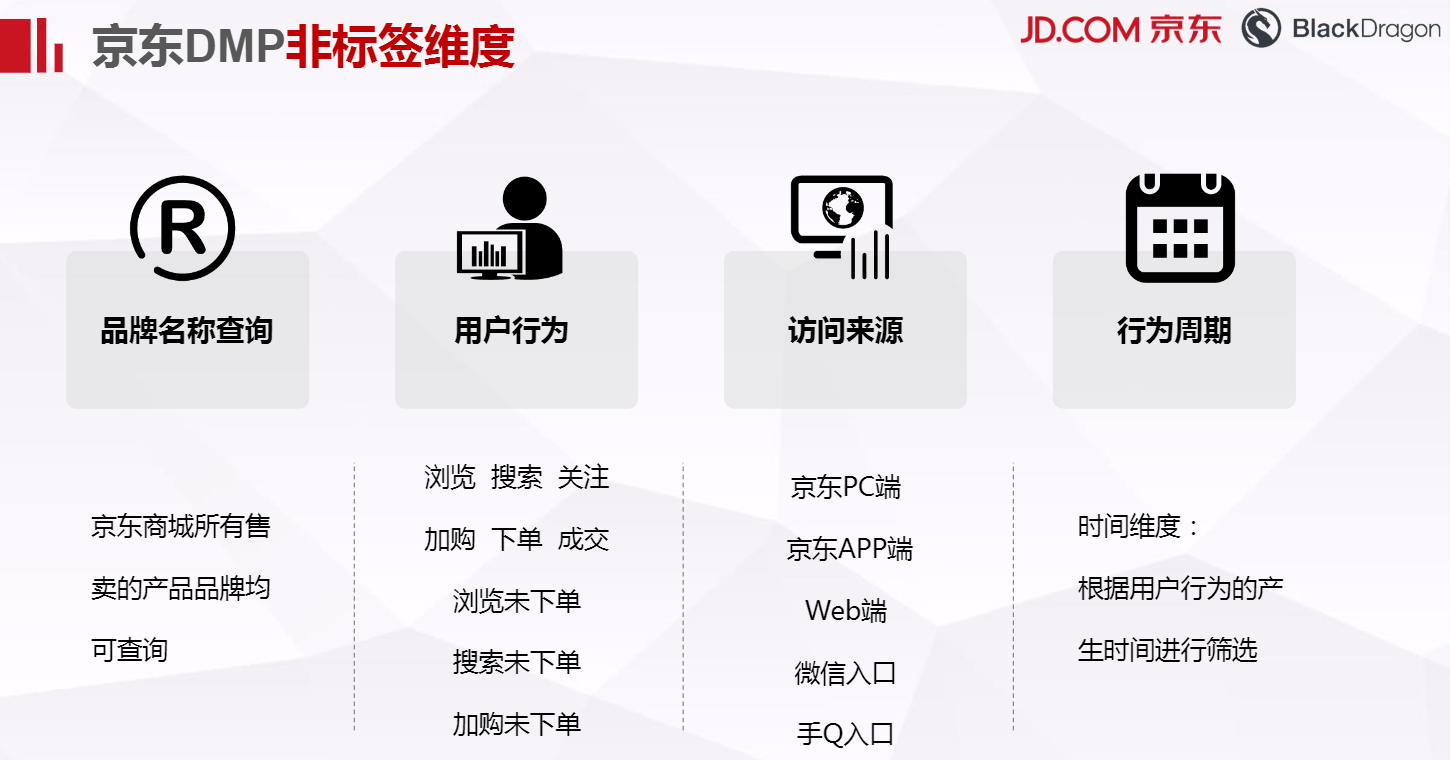 京东DMP非标签维度
JD.COM 京东
BlackDragon
R
品牌名称查询
京东商城所有售
卖的产品品牌均
可查询
用户行为
浏览 搜索 关注
加购 下单 成交
浏览未下单
搜索未下单
加购未下单
访问来源
京东PC端
京东APP端
Web端
微信入口
手Q入口
行为周期
时间维度：
根据用户行为的产
生时间进行筛选